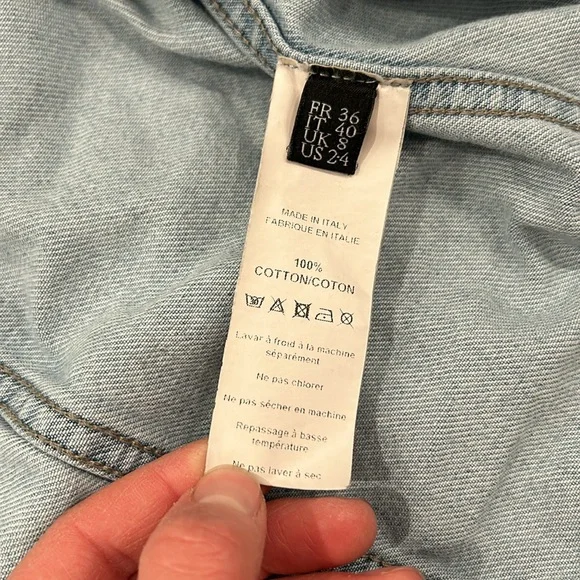 FR 36
IT 40
UK 8
US 2-4
MADE IN ITALY
FABRIQUE EN ITALIE
100%
COTTON/COTON
Lavar à froid à la machine
séparément
Ne pas chlorer
Ne pas sécher en machine
Repassage à basse
température
Ne pas laver à sec